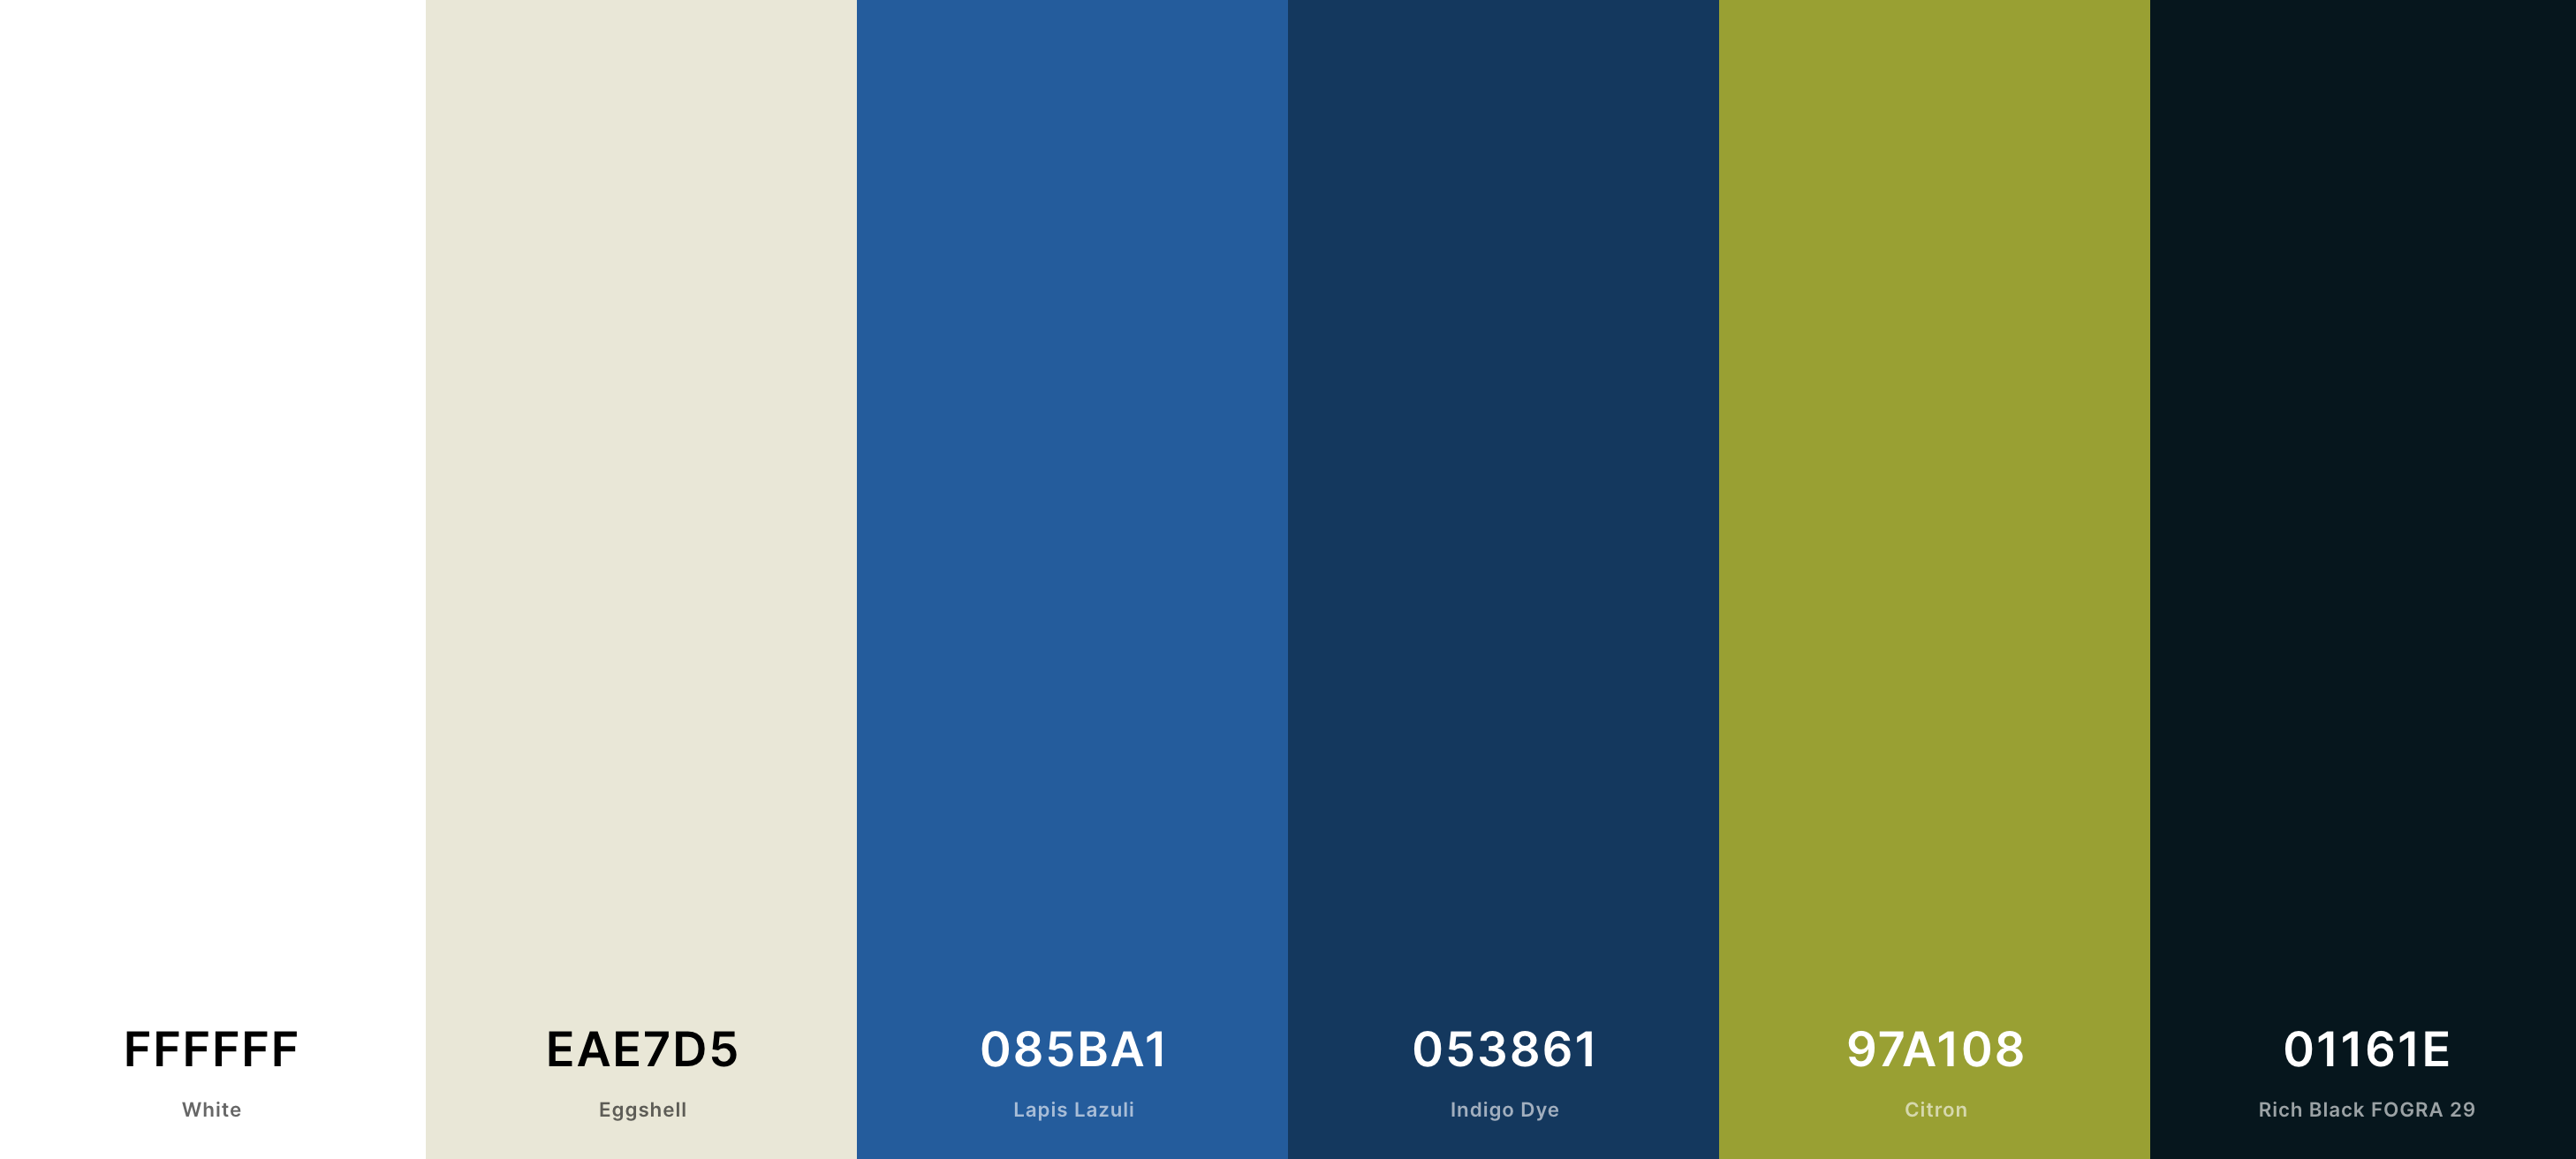 FFFFFF
White
EAE7D5
Eggshell
085BA1
Lapis Lazuli
053861
Indigo Dye
97A108
Citron
01161E
Rich Black FOGRA 29